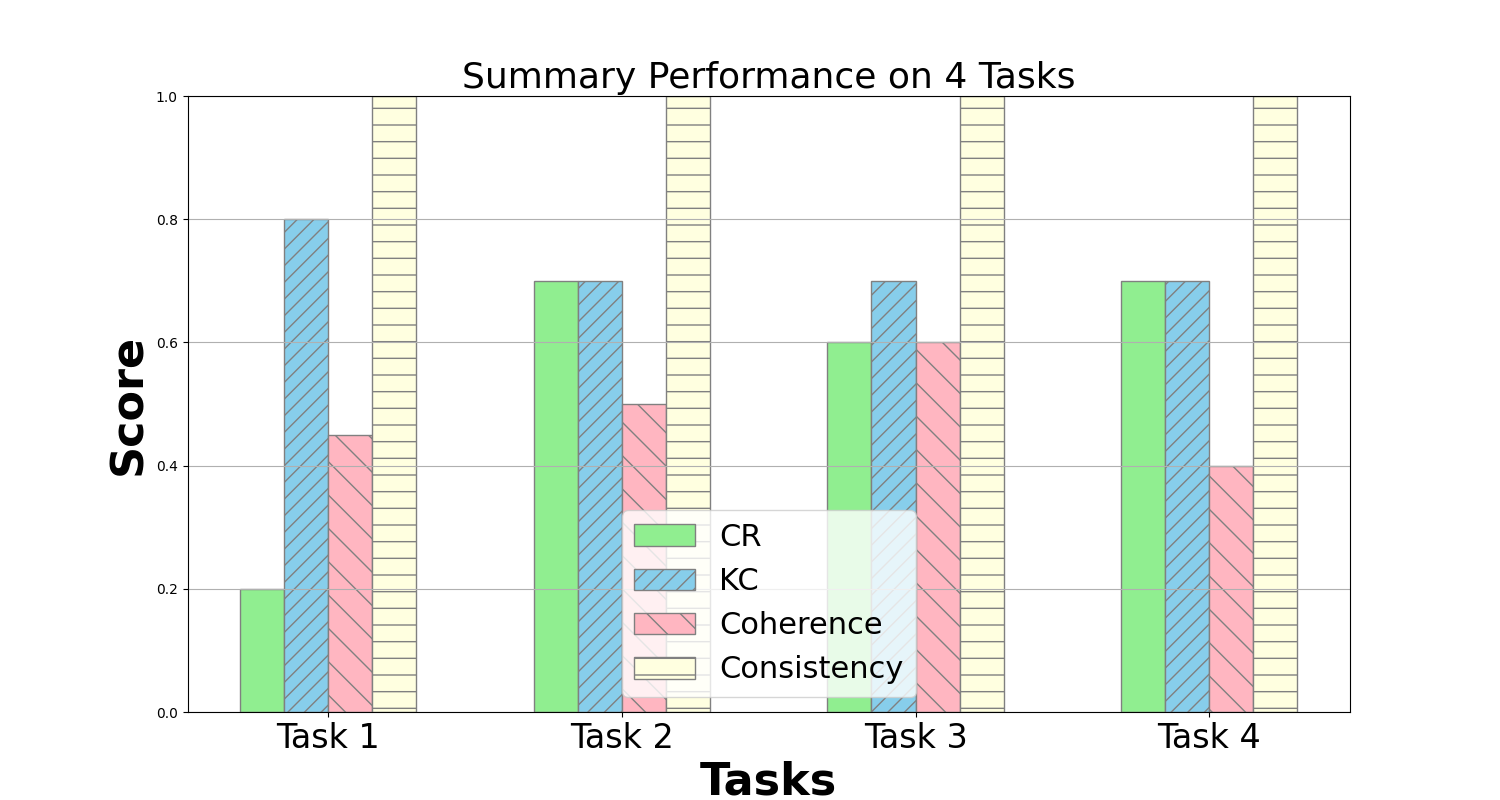 Summary Performance on 4 Tasks
1.0
0.8
0.6
0.4
0.2
0.0
Score
CR
KC
Coherence
Consistency
Task 1 Task 2 Task 3 Task 4
Tasks